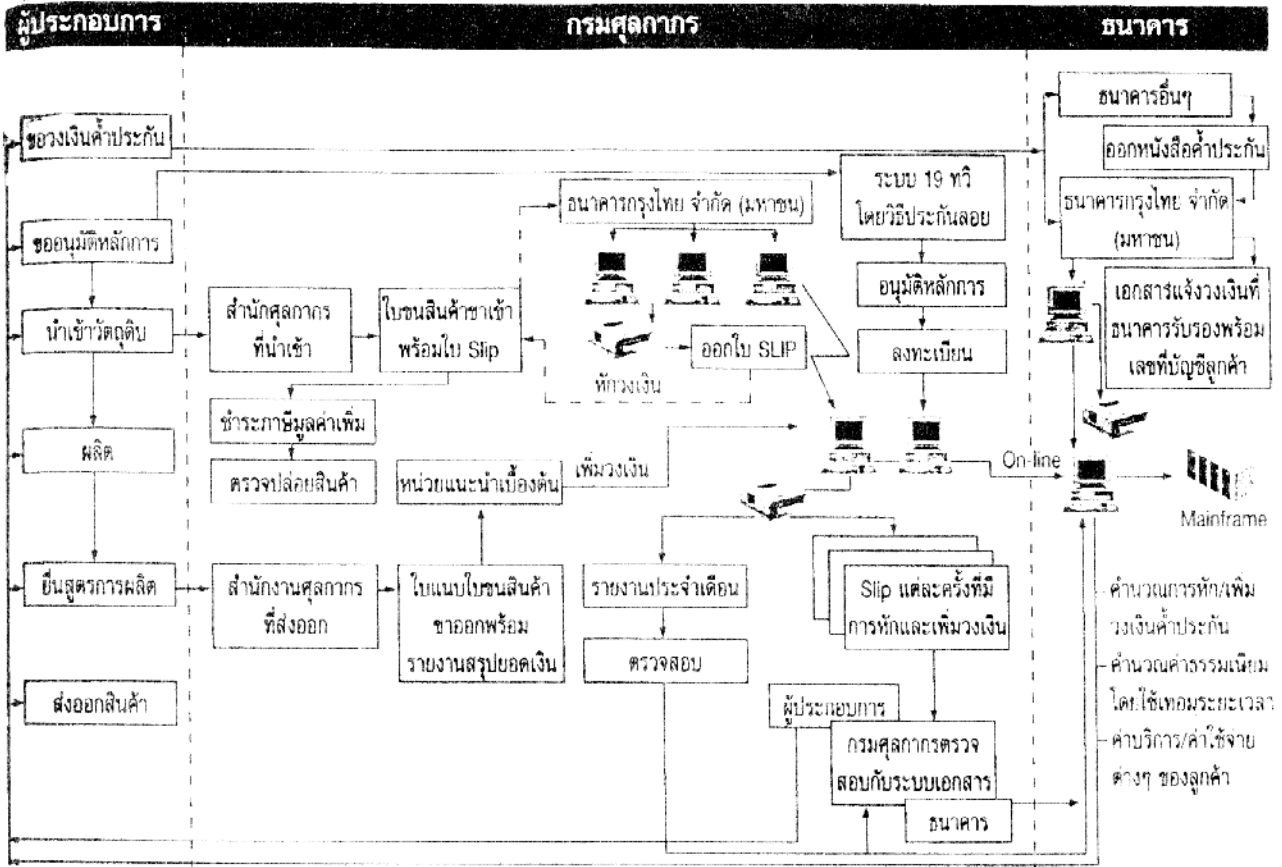 ผู้ประกอบการ
กรมศุลกากร
ธนาคาร
ขอวงเงินค้ำประกัน
ขออนุมัติหลักการ
นำเข้าวัตถุดิบ
ผลิต
ยื่นสูตรการผลิต
ส่งออกสินค้า
สำนักศุลกากร
ที่นำเข้า
ใบขนสินค้าขาเข้า
พร้อมใบ Slip
ชำระภาษีมูลค่าเพิ่ม
ตรวจปล่อยสินค้า
ธนาคารกรุงไทย จำกัด (มหาชน)
ออกใบ SLIP
หักวงเงิน
ระบบ 19 ทวิ
โดยวิธีประกันลอย
อนุมัติหลักการ
ลงทะเบียน
หน่วยแนะนำเบื้องต้น
เพิ่มวงเงิน
สำนักงานศุลกากร
ที่ส่งออก
ใบแนบใบขนสินค้า
ขาออกพร้อม
รายงานสรุปยอดเงิน
รายงานประจำเดือน
ตรวจสอบ
Slip แต่ละครั้งที่มี
การหักและเพิ่มวงเงิน
ผู้ประกอบการ
กรมศุลกากรตรวจ
สอบกับระบบเอกสาร
ธนาคาร
ธนาคารอื่นๆ
ออกหนังสือค้ำประกัน
ธนาคารกรุงไทย จำกัด
(มหาชน)
เอกสารแจ้งวงเงินที่
ธนาคารรับรองพร้อม
เลขที่บัญชีลูกค้า
On-line
Mainframe
คำนวณการหัก/เพิ่ม
วงเงินค้ำประกัน
คำนวณค่าธรรมเนียม
โดยใช้เทอมระยะเวลา
ค่าบริการ/ค่าใช้จ่าย
ต่างๆ ของลูกค้า